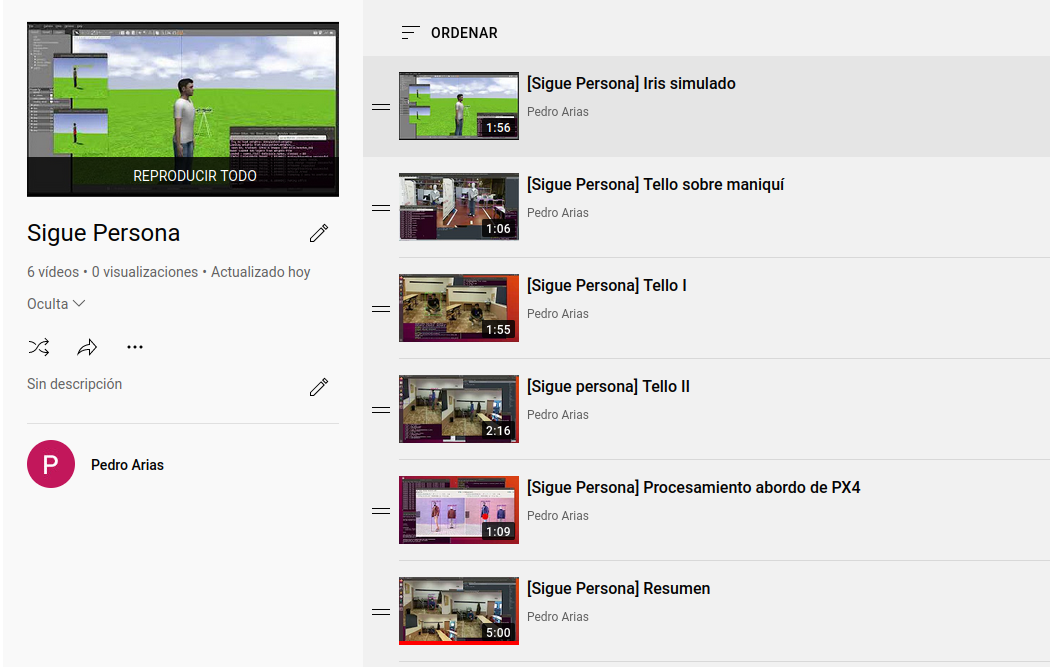 REPRODUCIR TODO
Sigue Persona
6 vídeos • 0 visualizaciones • Actualizado hoy
Oculta
Sin descripción
P
Pedro Arias
ORDENAR
[Sigue Persona] Iris simulado
Pedro Arias
1:56
[Sigue Persona] Tello sobre maniquí
Pedro Arias
1:06
[Sigue Persona] Tello I
Pedro Arias
1:55
[Sigue persona] Tello II
Pedro Arias
2:16
[Sigue Persona] Procesamiento abordo de PX4
Pedro Arias
1:09
[Sigue Persona] Resumen
Pedro Arias
5:00